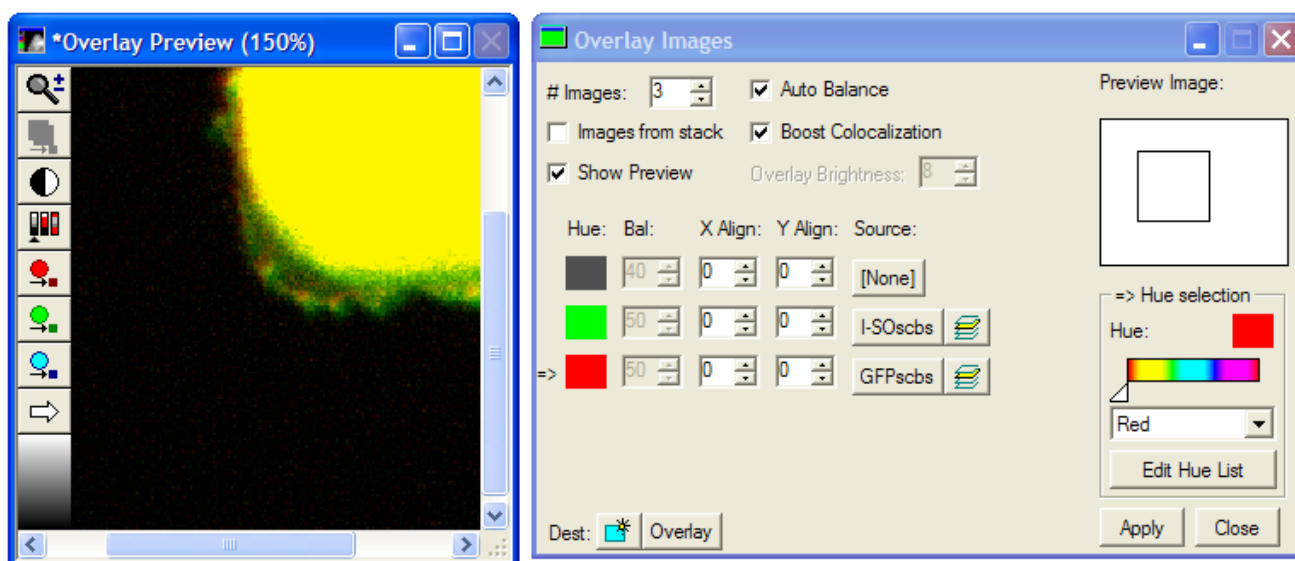 *Overlay Preview (150%)
Overlay Images
# Images: 3 Auto Balance Preview Image:
Images from stack Boost Colocalization
Show Preview Overlay Brightness: 8
Hue: Bal: X Align: Y Align: Source:
40 0 0 [None]
50 0 0 I-SOscbs
=> 50 0 0 GFPscbs
=> Hue selection
Hue:
Red
Edit Hue List
Dest: Overlay Apply Close